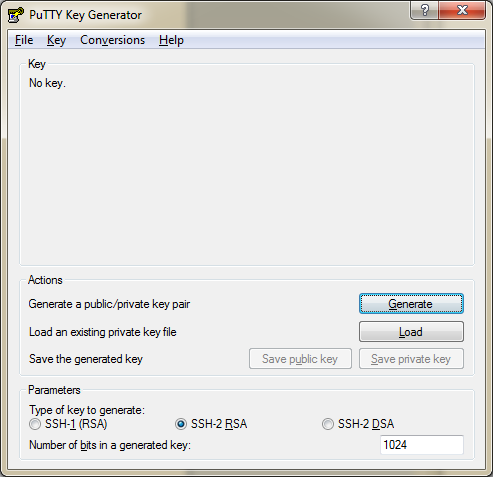 PuTTY Key Generator
File Key Conversions Help
Key
No key.
Actions
Generate a public/private key pair Generate
Load an existing private key file Load
Save the generated key Save public key Save private key
Parameters
Type of key to generate:
SSH-1 (RSA) SSH-2 RSA SSH-2 DSA
Number of bits in a generated key: 1024